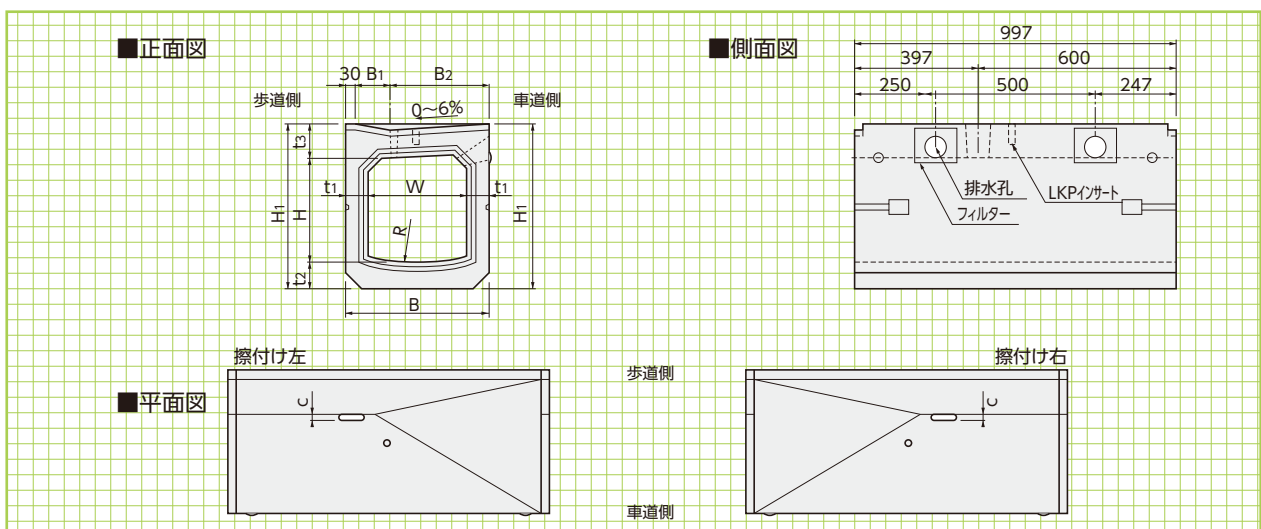 ■正面図
30 B1 B2
歩道側
0～6%
車道側
t3
t1
W
t1
H1
H
H1
R
t2
B
■側面図
997
397
600
250
500
247
排水孔
LKPインサート
フィルター
擦付け左
擦付け右
歩道側
■平面図
c
c
車道側